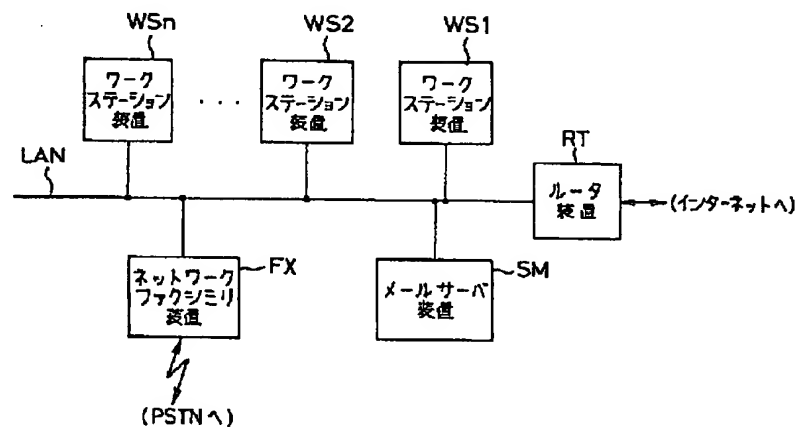 WSn
WS2
WS1
ワーク
ステーション
装置
. . .
ワーク
ステーション
装置
ワーク
ステーション
装置
LAN
RT
ルータ
装置
(インターネットへ)
ネットワーク
ファクシミリ
装置
FX
メールサーバ
装置
SM
(PSTNへ)